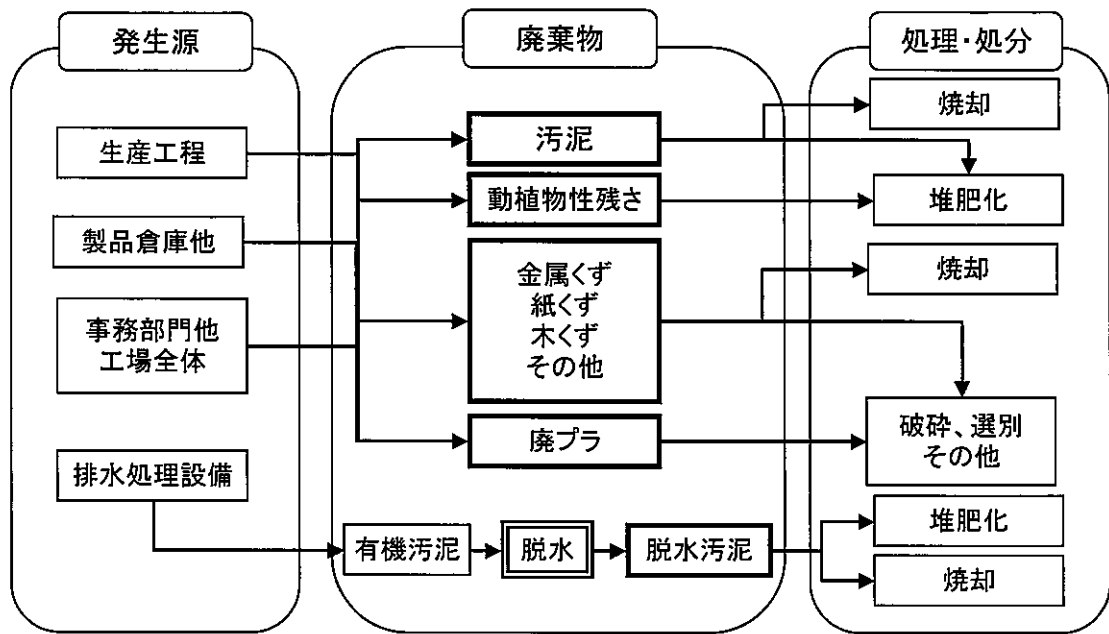 発生源
生産工程
製品倉庫他
事務部門他
工場全体
排水処理設備
廃棄物
汚泥
動植物性残さ
金属くず
紙くず
木くず
その他
廃プラ
有機汚泥
脱水
脱水汚泥
処理・処分
焼却
堆肥化
焼却
破砕、選別
その他
堆肥化
焼却